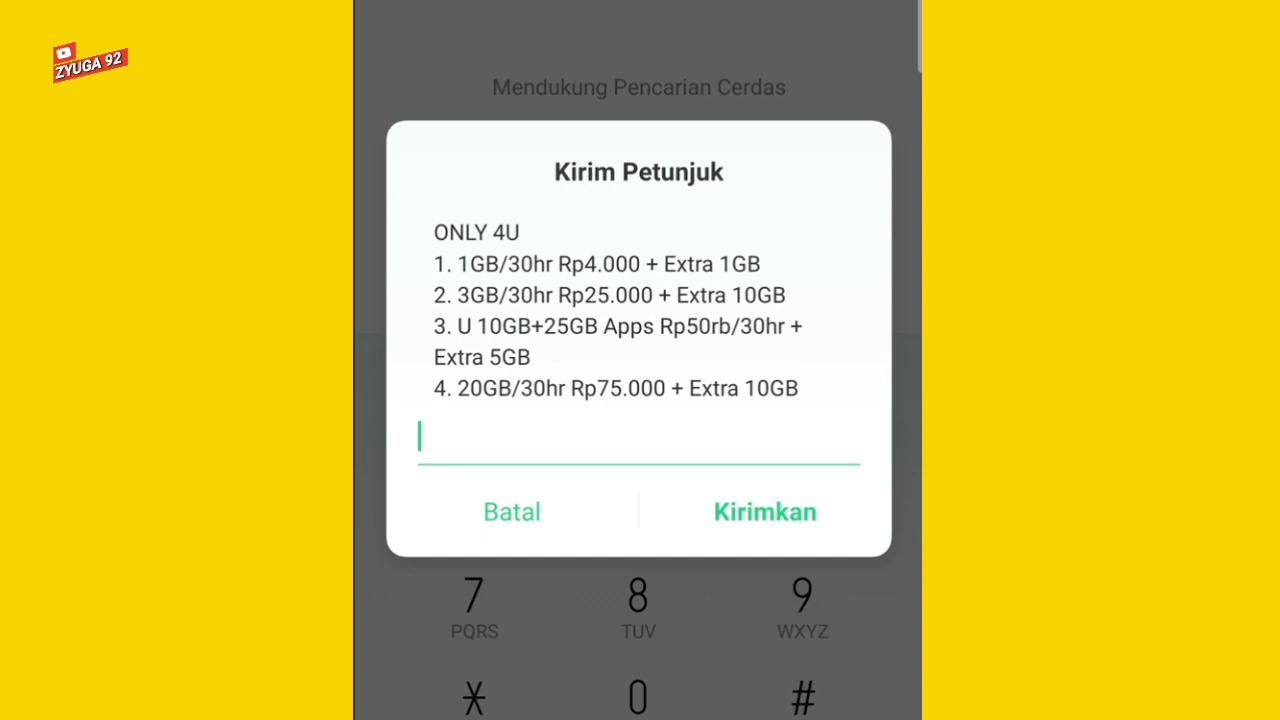 ZYUGA 92
Mendukung Pencarian Cerdas
Kirim Petunjuk
ONLY 4U
1. 1GB/30hr Rp4.000 + Extra 1GB
2. 3GB/30hr Rp25.000 + Extra 10GB
3. U 10GB+25GB Apps Rp50rb/30hr +
Extra 5GB
4. 20GB/30hr Rp75.000 + Extra 10GB
Batal Kirimkan
7 8 9
PQRS TUV WXYZ
* 0 #